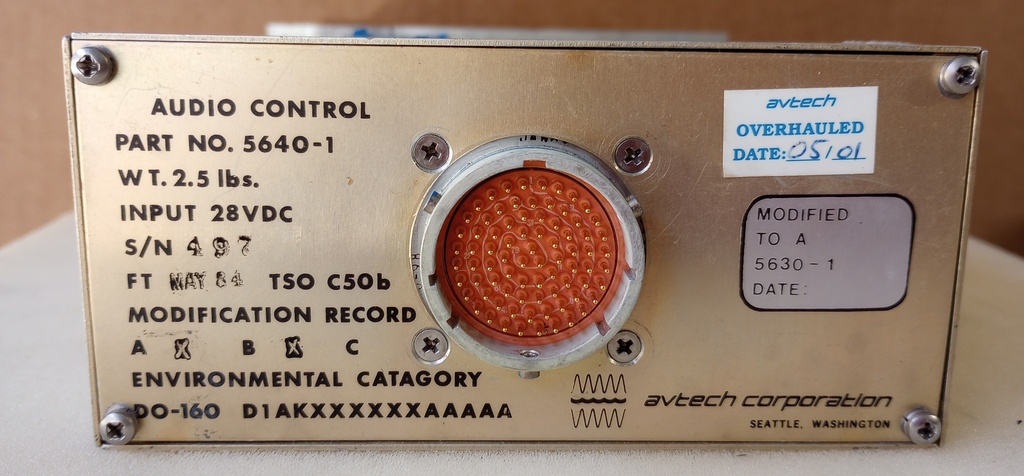 AUDIO CONTROL
PART NO. 5640-1
WT. 2.5 lbs.
INPUT 28VDC
S/N 497
FT MAY 84 TSO C50b
MODIFICATION RECORD
A X B X C
ENVIRONMENTAL CATAGORY
DO-160 D1AKXXXXXXXAAAAA
avtech
OVERHAULED
DATE: 05/01
MODIFIED
TO A
5630-1
DATE:
avtech corporation
SEATTLE, WASHINGTON